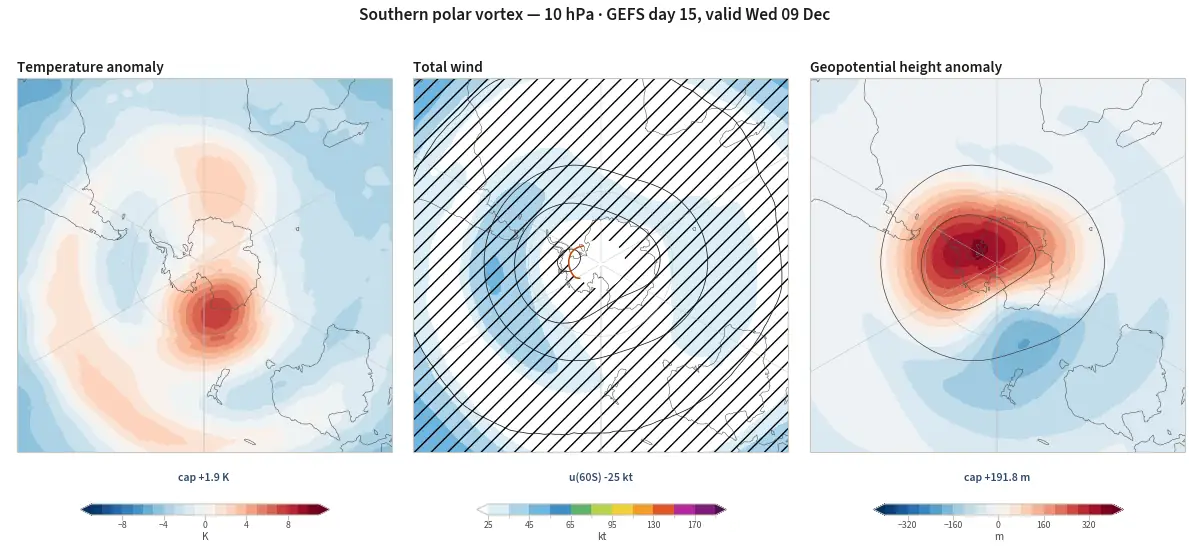 Southern polar vortex — 10 hPa · GEFS day 15, valid Wed 09 Dec
Temperature anomaly
Total wind
Geopotential height anomaly
cap +1.9 K
u(60S) -25 kt
cap +191.8 m
−8 −4 0 4 8
K
25 45 65 95 130 170
kt
−320 −160 0 160 320
m